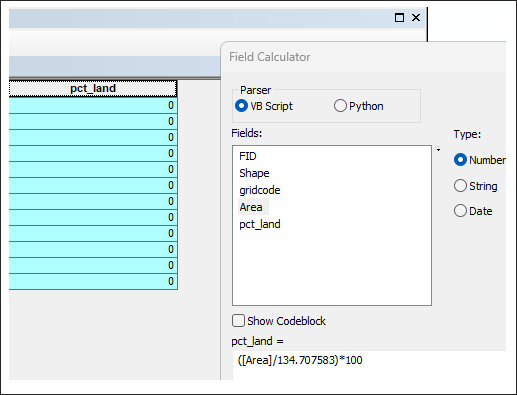 Field Calculator
pct_land
0
0
0
0
0
0
0
0
0
0
0
0
Parser
VB Script
Python
Fields:
Type:
FID
Shape
gridcode
Area
pct_land
Number
String
Date
Show Codeblock
pct_land =
([Area]/134.707583)*100